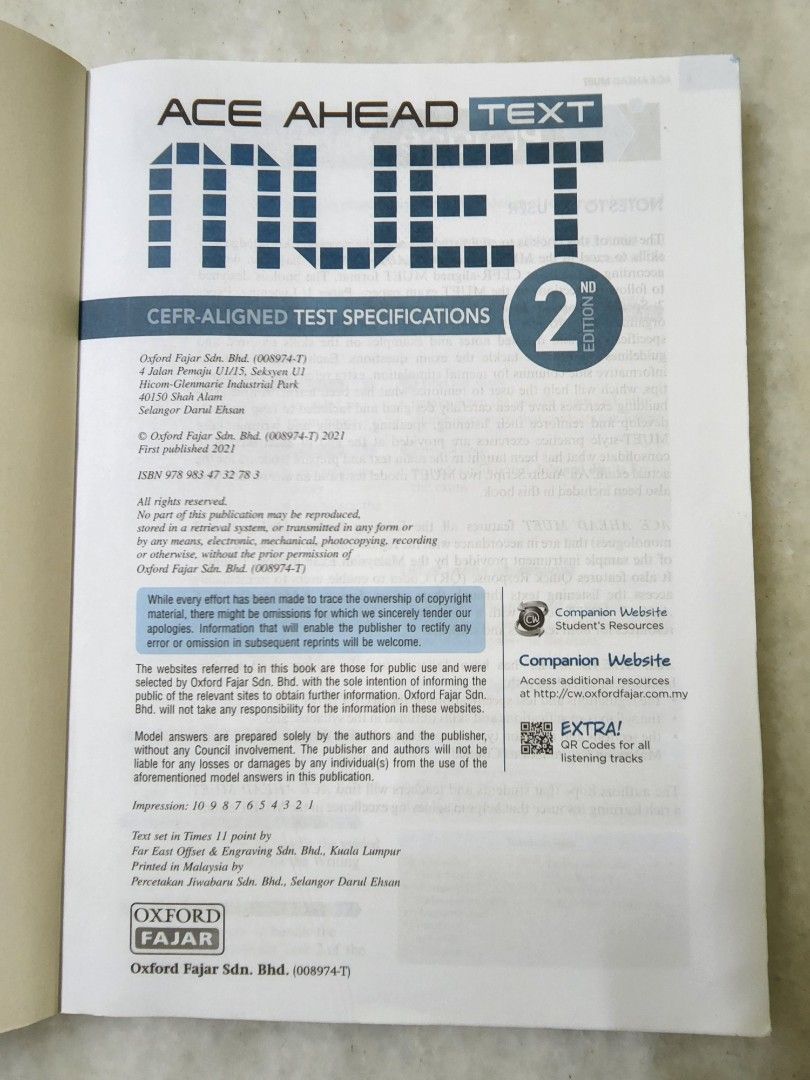 ACE AHEAD TEXT
MUET
CEFR-ALIGNED TEST SPECIFICATIONS
2ND EDITION
Oxford Fajar Sdn. Bhd. (008974-T)
4 Jalan Pemaju U1/15, Seksyen U1
Hicom-Glenmarie Industrial Park
40150 Shah Alam
Selangor Darul Ehsan
© Oxford Fajar Sdn. Bhd. (008974-T) 2021
First published 2021
ISBN 978 983 47 32 78 3
All rights reserved.
No part of this publication may be reproduced,
stored in a retrieval system, or transmitted in any form or
by any means, electronic, mechanical, photocopying, recording
or otherwise, without the prior permission of
Oxford Fajar Sdn. Bhd. (008974-T)
While every effort has been made to trace the ownership of copyright
material, there might be omissions for which we sincerely tender our
apologies. Information that will enable the publisher to rectify any
error or omission in subsequent reprints will be welcome.
The websites referred to in this book are those for public use and were
selected by Oxford Fajar Sdn. Bhd. with the sole intention of informing the
public of the relevant sites to obtain further information. Oxford Fajar Sdn.
Bhd. will not take any responsibility for the information in these websites.
Model answers are prepared solely by the authors and the publisher,
without any Council involvement. The publisher and authors will not be
liable for any losses or damages by any individual(s) from the use of the
aforementioned model answers in this publication.
CW
Companion Website
Student's Resources
Companion Website
Access additional resources
at http://cw.oxfordfajar.com.my
EXTRA!
QR Codes for all
listening tracks
Impression: 10 9 8 7 6 5 4 3 2 1
Text set in Times 11 point by
Far East Offset & Engraving Sdn. Bhd., Kuala Lumpur
Printed in Malaysia by
Percetakan Jiwabaru Sdn. Bhd., Selangor Darul Ehsan
OXFORD
FAJAR
Oxford Fajar Sdn. Bhd. (008974-T)